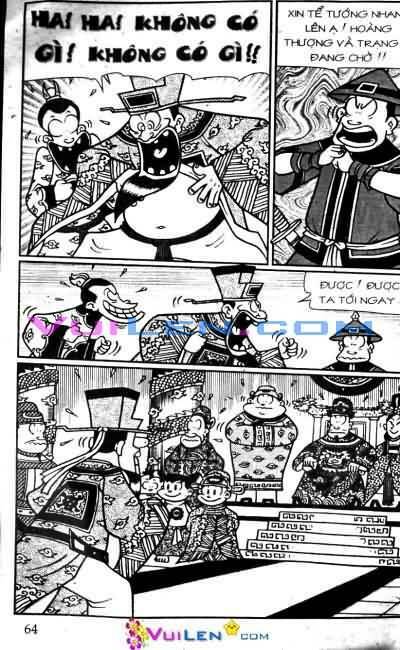 HA! HA! KHÔNG CÓ
GÌ! KHÔNG CÓ GÌ!!
XIN TỂ TƯỚNG NHAN
LÊN Ạ! HOÀNG
THƯỢNG VÀ TRẠNG
ĐANG CHỜ!!
ĐƯỢC! ĐƯỢC
TA TỚI NGAY
VUILEN.COM
64
VUILEN.COM